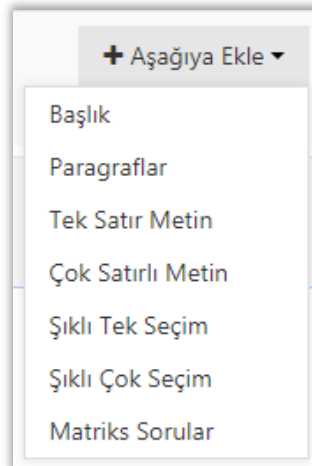 + Aşağıya Ekle
Başlık
Paragraflar
Tek Satır Metin
Çok Satırlı Metin
Şıklı Tek Seçim
Şıklı Çok Seçim
Matriks Sorular